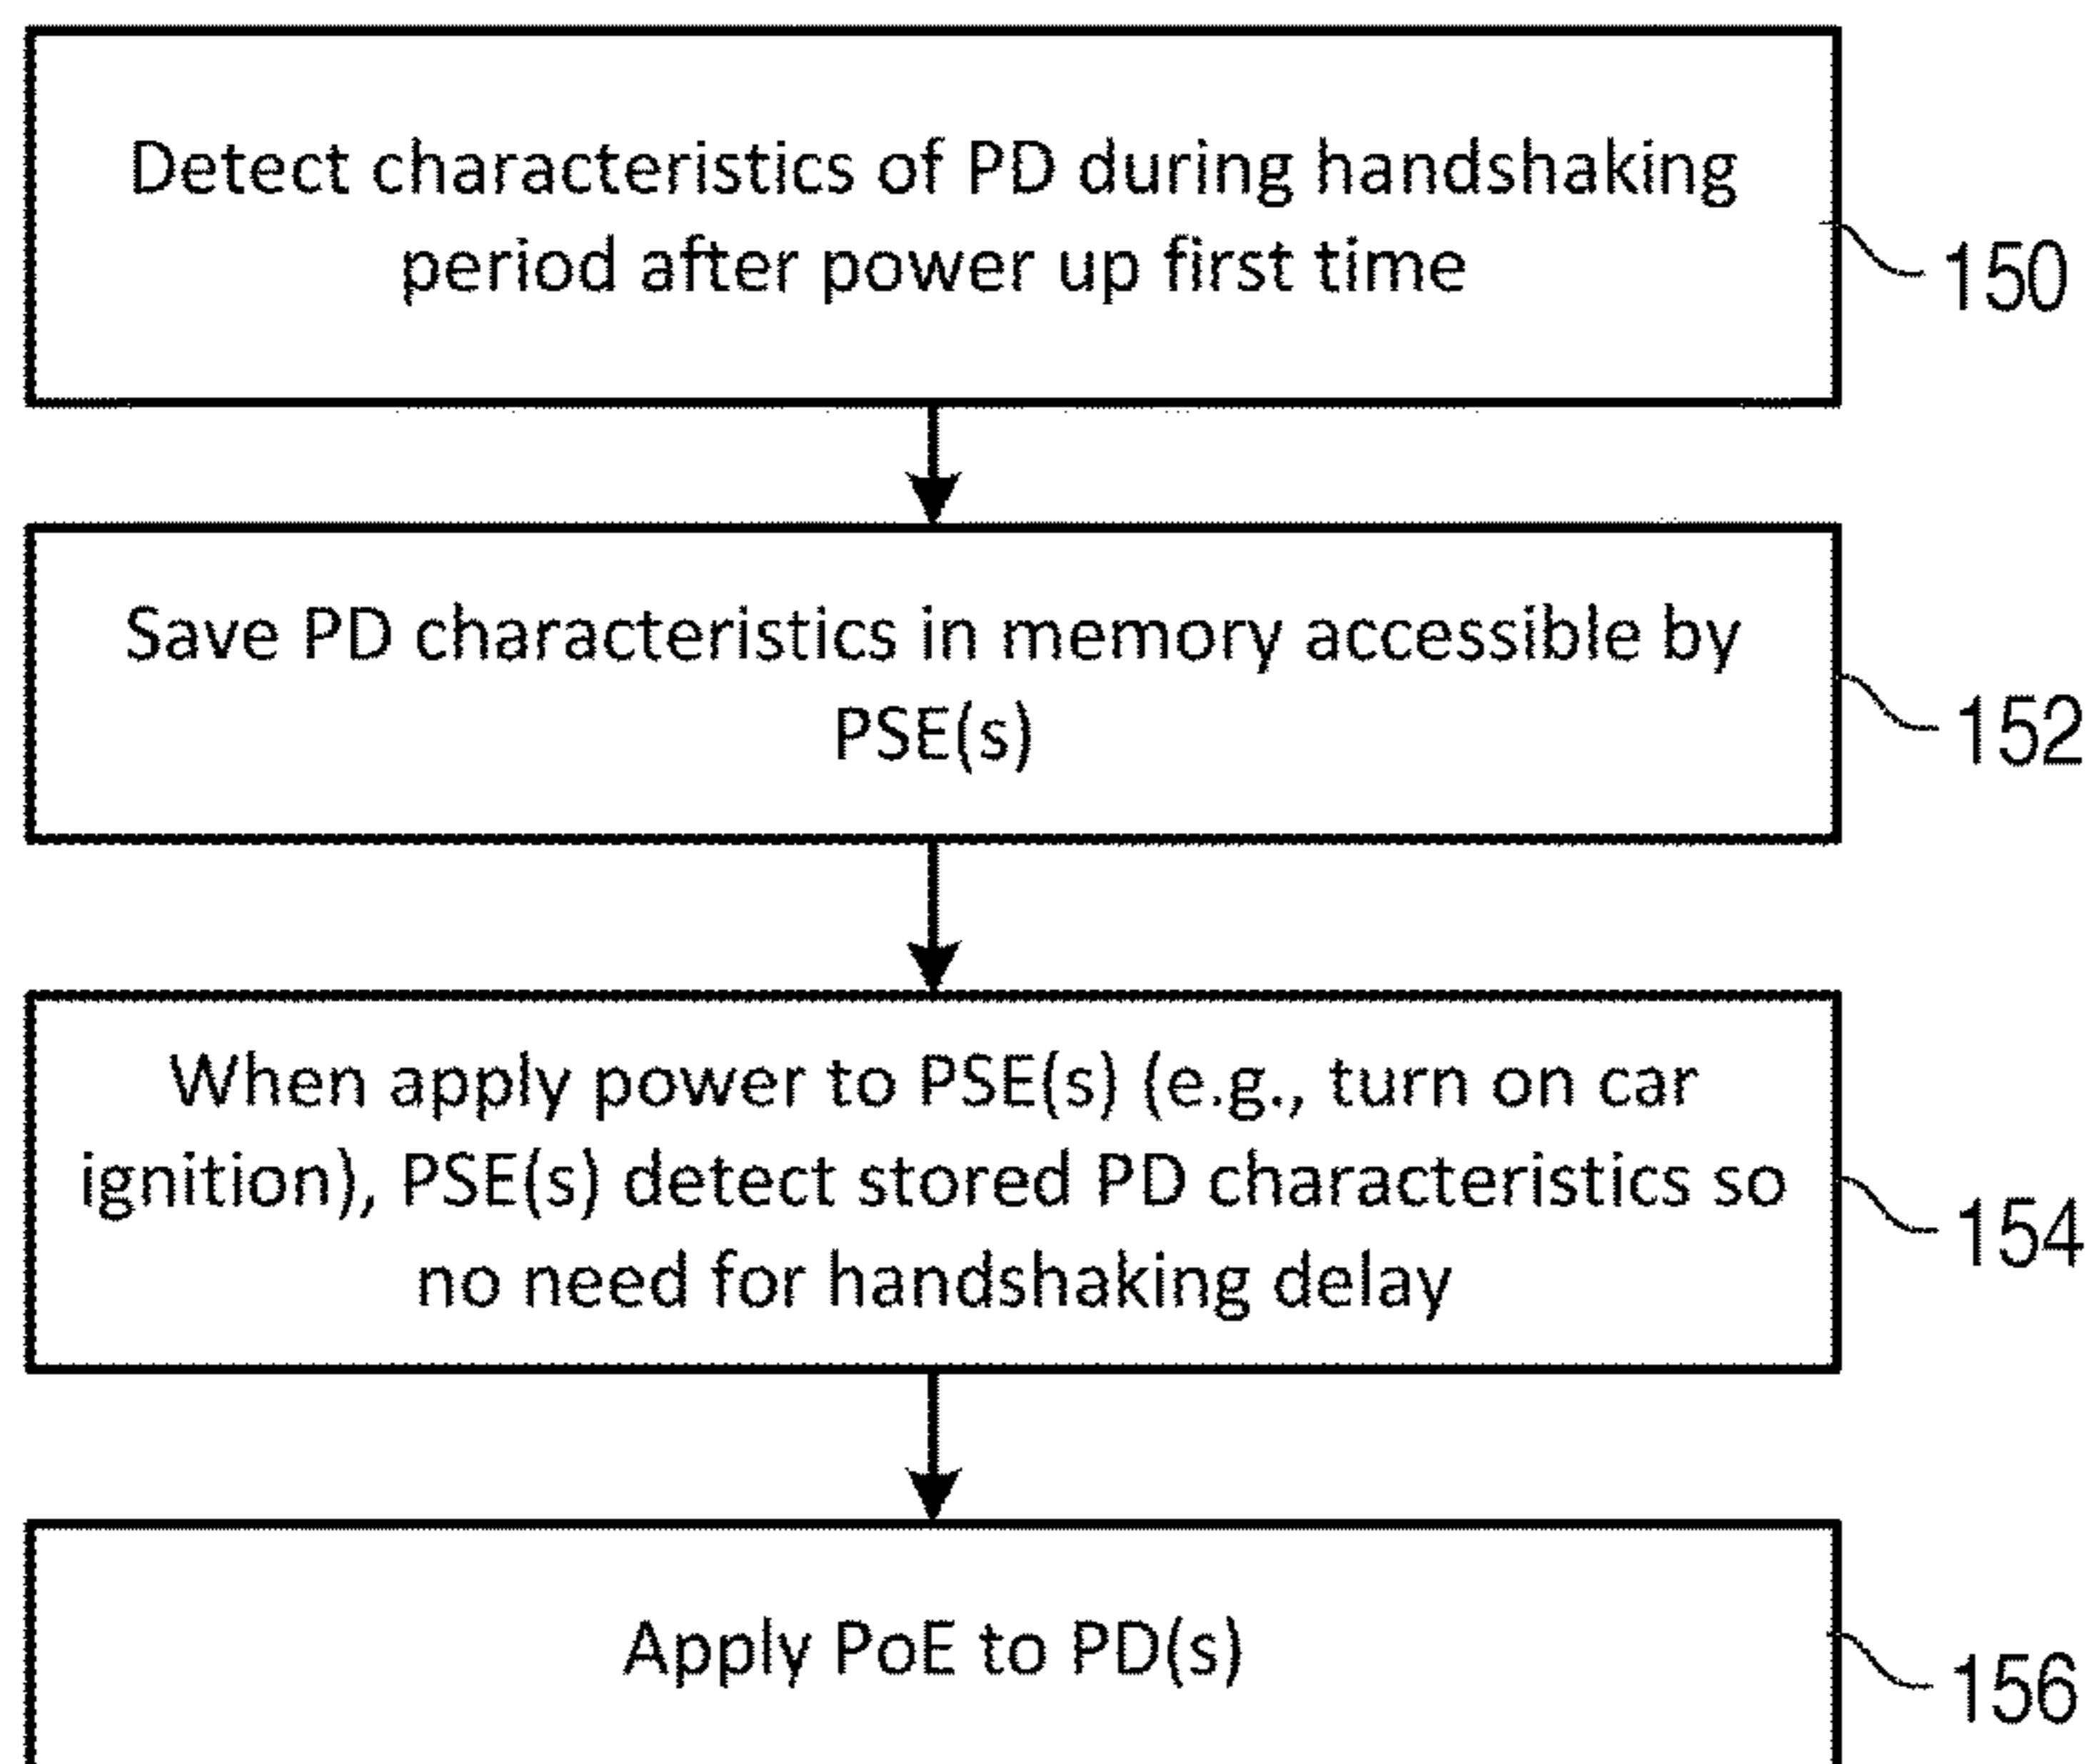 Detect characteristics of PD during handshaking
period after power up first time
150
Save PD characteristics in memory accessible by
PSE(s)
152
When apply power to PSE(s) (e.g., turn on car
ignition), PSE(s) detect stored PD characteristics so
no need for handshaking delay
154
Apply PoE to PD(s)
156